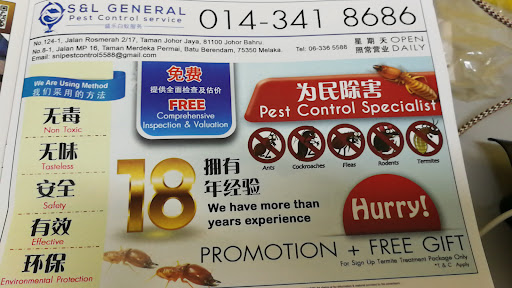 S&L GENERAL
Pest Control service
014-341 8686
No.124-1, Jalan Rosmerah 2/17, Taman Johor Jaya, 81100 Johor Bahru.
No.8-1, Jalan MP 16, Taman Merdeka Permai, Batu Berendam, 75350 Melaka. Tel: 06-336 5588
Email: snlpestcontrol5588@gmail.com
星期天 OPEN
照常营业 DAILY
We Are Using Method
我们采用的方法
无毒
Non Toxic
无味
Tasteless
安全
Safaty
有效
Effective
环保
Environmental Protection
免费
提供全面检查及估价
FREE
Comprehensive
Inspection & Valuation
为民除害
Pest Control Specialist
Ants
Cockroaches
Fleas
Rodents
Termites
18
拥有
年经验
We have more than
years experience
Hurry!
PROMOTION + FREE GIFT
For Sign Up Termite Treatment Package Only
*T & C Apply